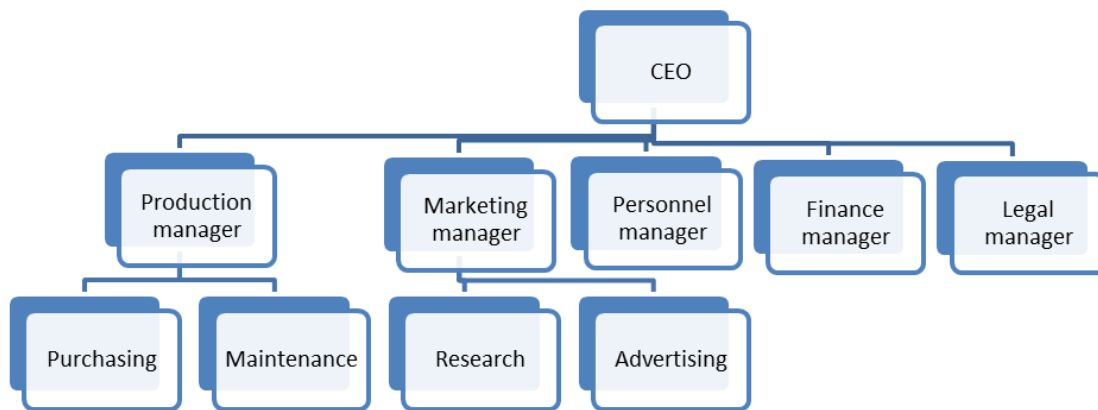 CEO
Production
manager
Marketing
manager
Personnel
manager
Finance
manager
Legal
manager
Purchasing
Maintenance
Research
Advertising